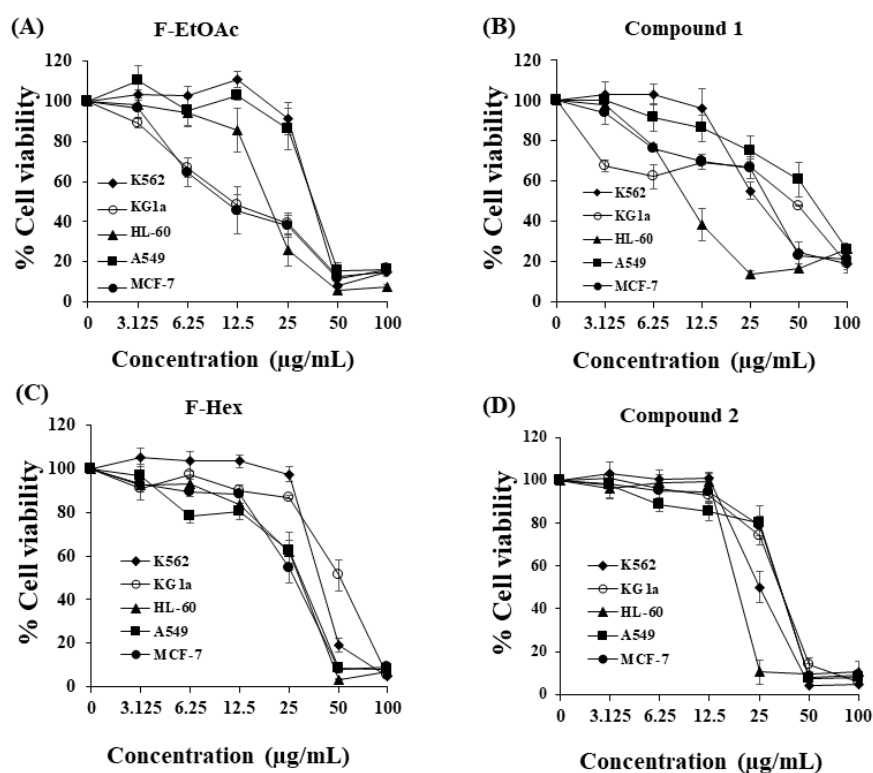 (A)
F-EtOAc
120
100
80
60
40
20
0
% Cell viability
K562
KG1a
HL-60
A549
MCF-7
0 3.125 6.25 12.5 25 50 100
Concentration (µg/mL)
(B)
Compound 1
120
100
80
60
40
20
0
% Cell viability
K562
KG1a
HL-60
A549
MCF-7
0 3.125 6.25 12.5 25 50 100
Concentration (µg/mL)
(C)
F-Hex
120
100
80
60
40
20
0
% Cell viability
K562
KG1a
HL-60
A549
MCF-7
0 3.125 6.25 12.5 25 50 100
Concentration (µg/mL)
(D)
Compound 2
120
100
80
60
40
20
0
% Cell viability
K562
KG1a
HL-60
A549
MCF-7
0 3.125 6.25 12.5 25 50 100
Concentration (µg/mL)